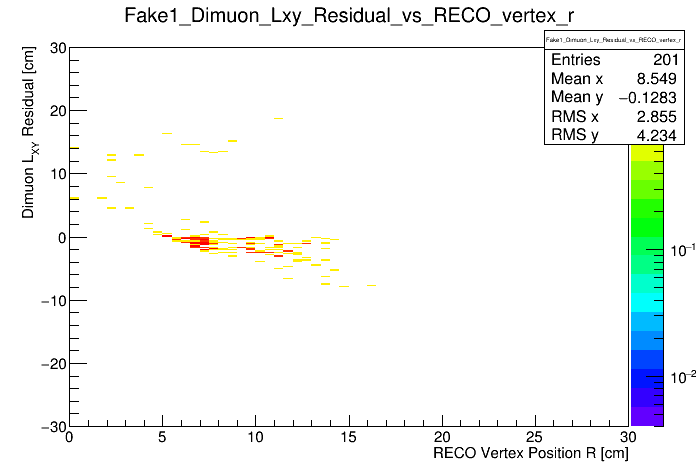 Fake1_Dimuon_Lxy_Residual_vs_RECO_vertex_r
Fake1_Dimuon_Lxy_Residual_vs_RECO_vertex_r
Entries 201
Mean x 8.549
Mean y −0.1283
RMS x 2.855
RMS y 4.234
Dimuon L_XY Residual [cm]
30
20
10
0
−10
−20
−30
0 5 10 15 20 25 30
RECO Vertex Position R [cm]
10⁻¹
10⁻²